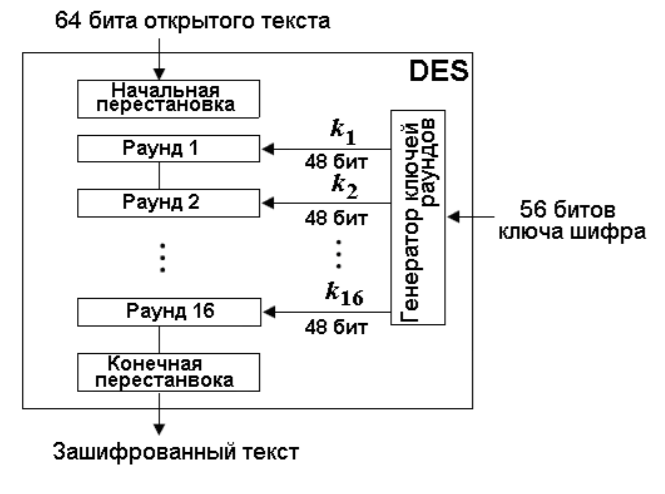 64 бита открытого текста
DES
Начальная
перестановка
Раунд 1
k1
48 бит
Раунд 2
k2
48 бит
Генератор ключей
раундов
56 битов
ключа шифра
Раунд 16
k16
48 бит
Конечная
перестанвока
Зашифрованный текст